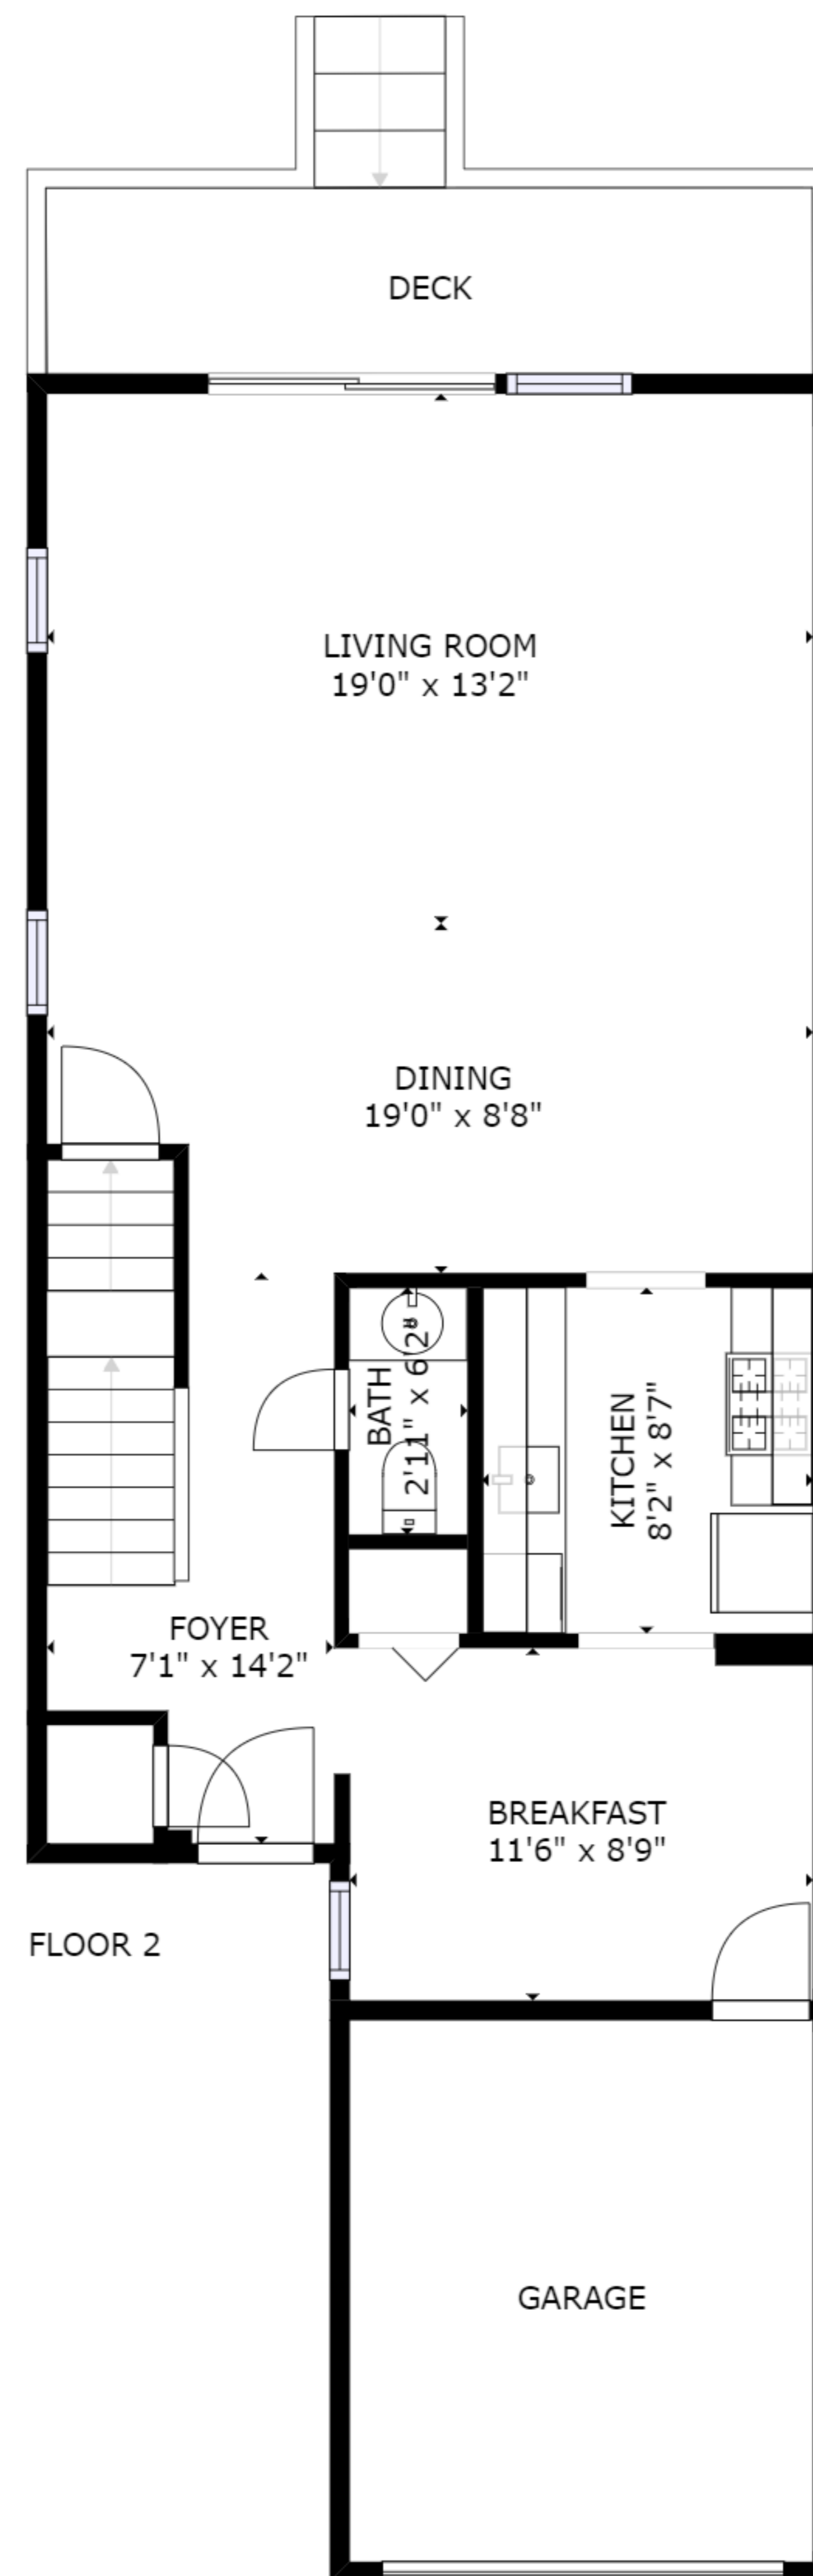 DECK
LIVING ROOM
19'0" x 13'2"
DINING
19'0" x 8'8"
BATH
2'11" x 6'2"
KITCHEN
8'2" x 8'7"
FOYER
7'1" x 14'2"
BREAKFAST
11'6" x 8'9"
FLOOR 2
GARAGE